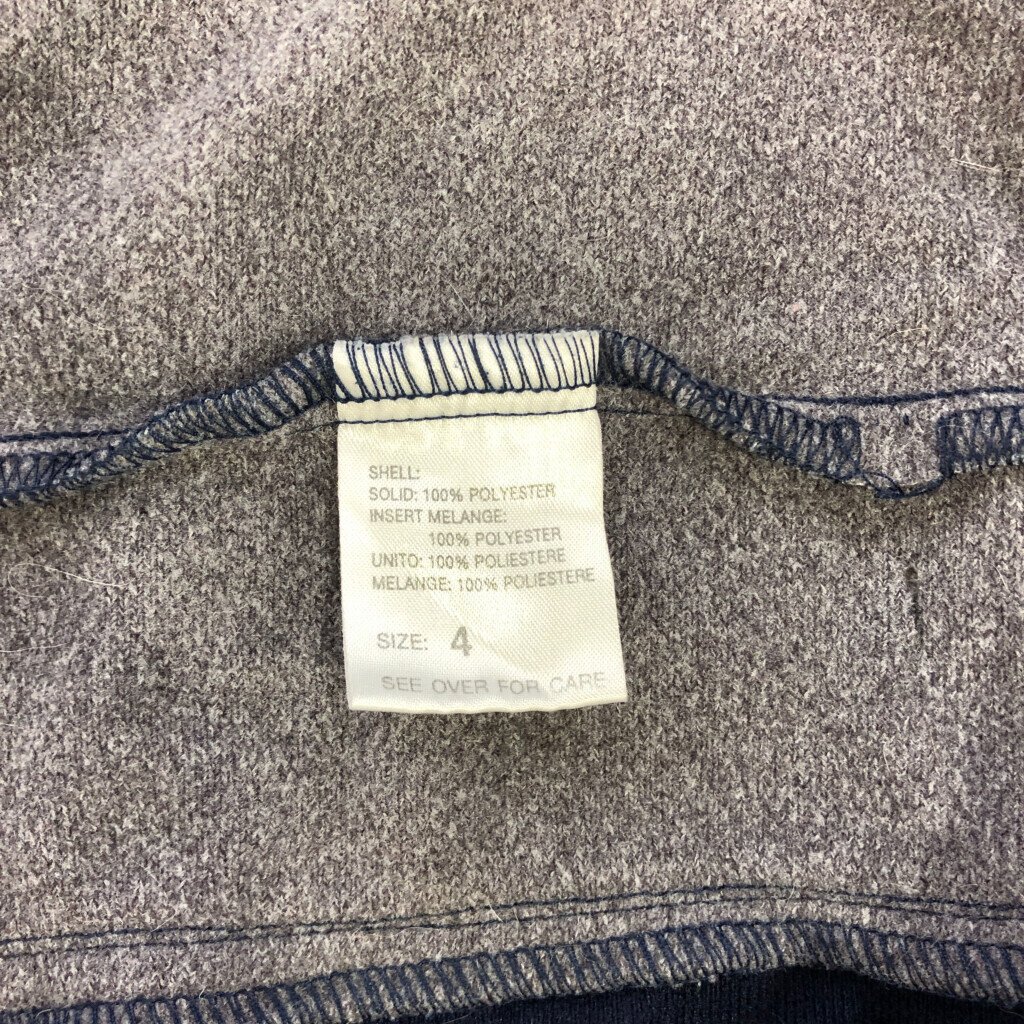 SHELL:
SOLID: 100% POLYESTER
INSERT MELANGE:
100% POLYESTER
UNITO: 100% POLIESTERE
MELANGE: 100% POLIESTERE
SIZE: 4
SEE OVER FOR CARE